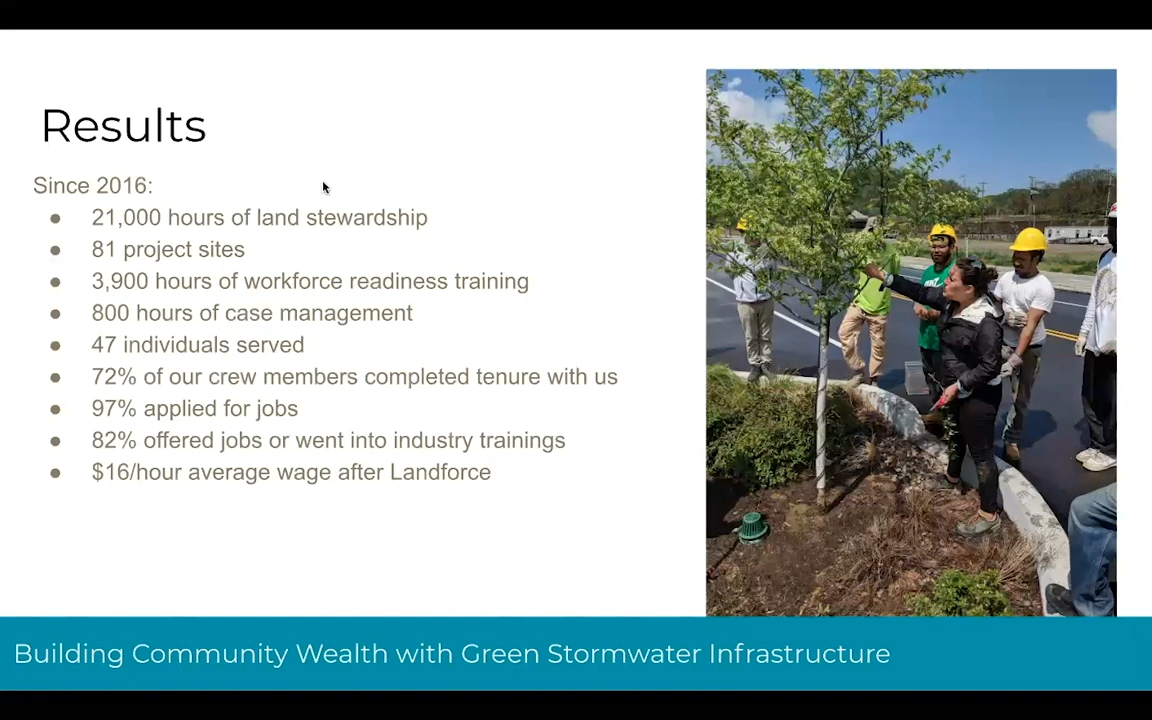 Results
Since 2016:
● 21,000 hours of land stewardship
● 81 project sites
● 3,900 hours of workforce readiness training
● 800 hours of case management
● 47 individuals served
● 72% of our crew members completed tenure with us
● 97% applied for jobs
● 82% offered jobs or went into industry trainings
● $16/hour average wage after Landforce
Building Community Wealth with Green Stormwater Infrastructure